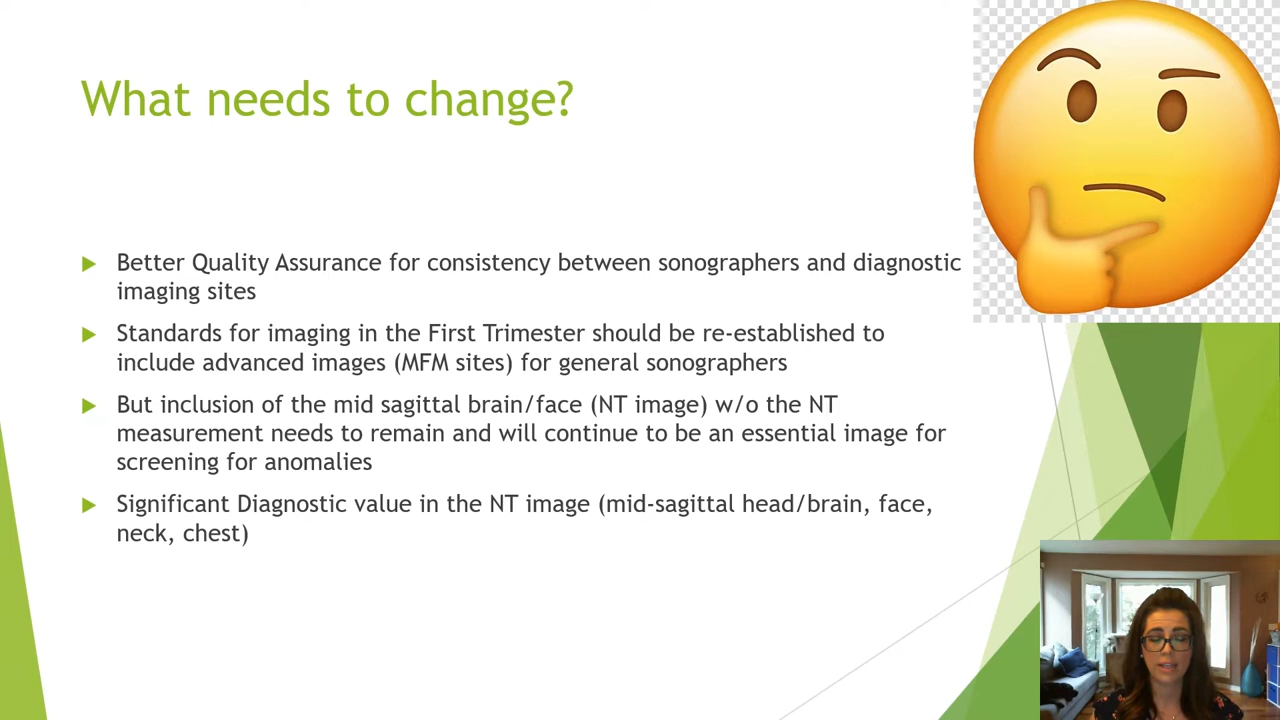 What needs to change?
Better Quality Assurance for consistency between sonographers and diagnostic
imaging sites
Standards for imaging in the First Trimester should be re-established to
include advanced images (MFM sites) for general sonographers
But inclusion of the mid sagittal brain/face (NT image) w/o the NT
measurement needs to remain and will continue to be an essential image for
screening for anomalies
Significant Diagnostic value in the NT image (mid-sagittal head/brain, face,
neck, chest)